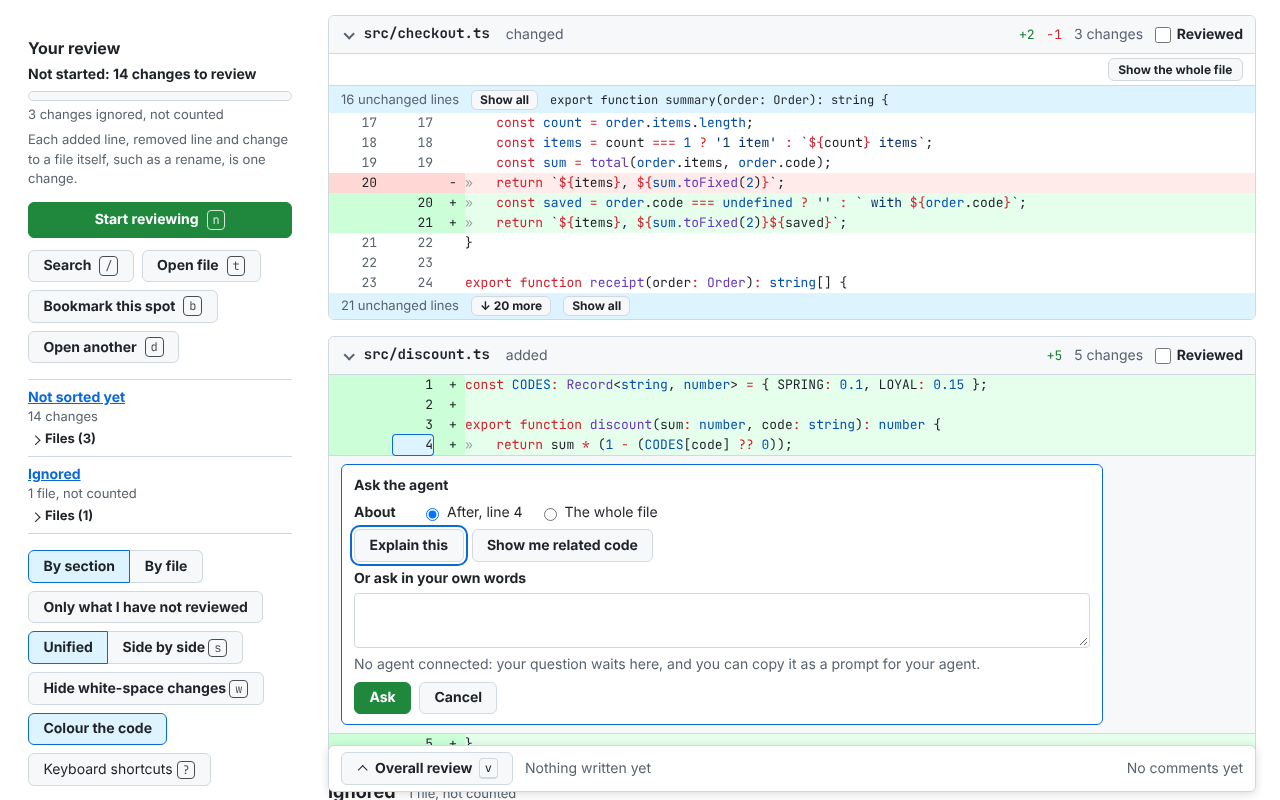 Your review
Not started: 14 changes to review
3 changes ignored, not counted
Each added line, removed line and change
to a file itself, such as a rename, is one
change.
Start reviewing n
Search /
Open file t
Bookmark this spot b
Open another d
Not sorted yet
14 changes
Files (3)
Ignored
1 file, not counted
Files (1)
By section
By file
Only what I have not reviewed
Unified
Side by side s
Hide white-space changes w
Colour the code
Keyboard shortcuts ?
src/checkout.ts changed +2 -1 3 changes Reviewed
Show the whole file
16 unchanged lines Show all export function summary(order: Order): string {
17 17 const count = order.items.length;
18 18 const items = count === 1 ? '1 item' : `${count} items`;
19 19 const sum = total(order.items, order.code);
20 - » return `${items}, ${sum.toFixed(2)}`;
20 + » const saved = order.code === undefined ? '' : ` with ${order.code}`;
21 + » return `${items}, ${sum.toFixed(2)}${saved}`;
21 22 }
22 23
23 24 export function receipt(order: Order): string[] {
21 unchanged lines ↓ 20 more Show all
src/discount.ts added +5 5 changes Reviewed
1 + const CODES: Record<string, number> = { SPRING: 0.1, LOYAL: 0.15 };
2 +
3 + export function discount(sum: number, code: string): number {
4 + » return sum * (1 - (CODES[code] ?? 0));
Ask the agent
About After, line 4 The whole file
Explain this
Show me related code
Or ask in your own words
No agent connected: your question waits here, and you can copy it as a prompt for your agent.
Ask
Cancel
5 + }
Overall review v Nothing written yet No comments yet
Ignored 1 file, not counted